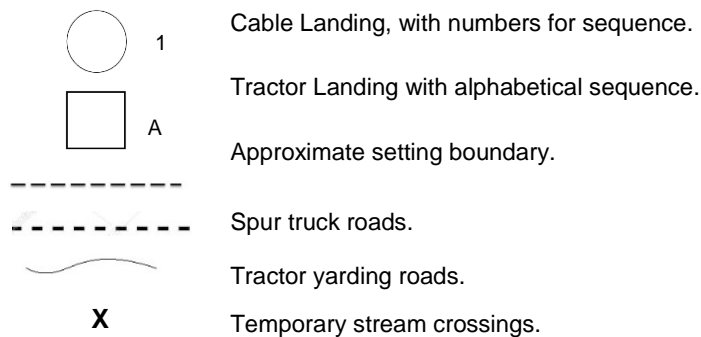 1 Cable Landing, with numbers for sequence.
A Tractor Landing with alphabetical sequence.
Approximate setting boundary.
Spur truck roads.
Tractor yarding roads.
X Temporary stream crossings.